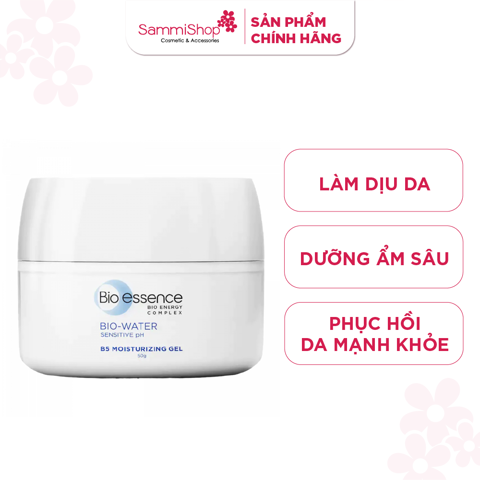 SammiShop
Cosmetic & Accessories
SẢN PHẨM
CHÍNH HÃNG
Bio essence
BIO ENERGY
COMPLEX
BIO-WATER
SENSITIVE pH
B5 MOISTURIZING GEL
50g
LÀM DỊU DA
DƯỠNG ẨM SÂU
PHỤC HỒI
DA MẠNH KHỎE